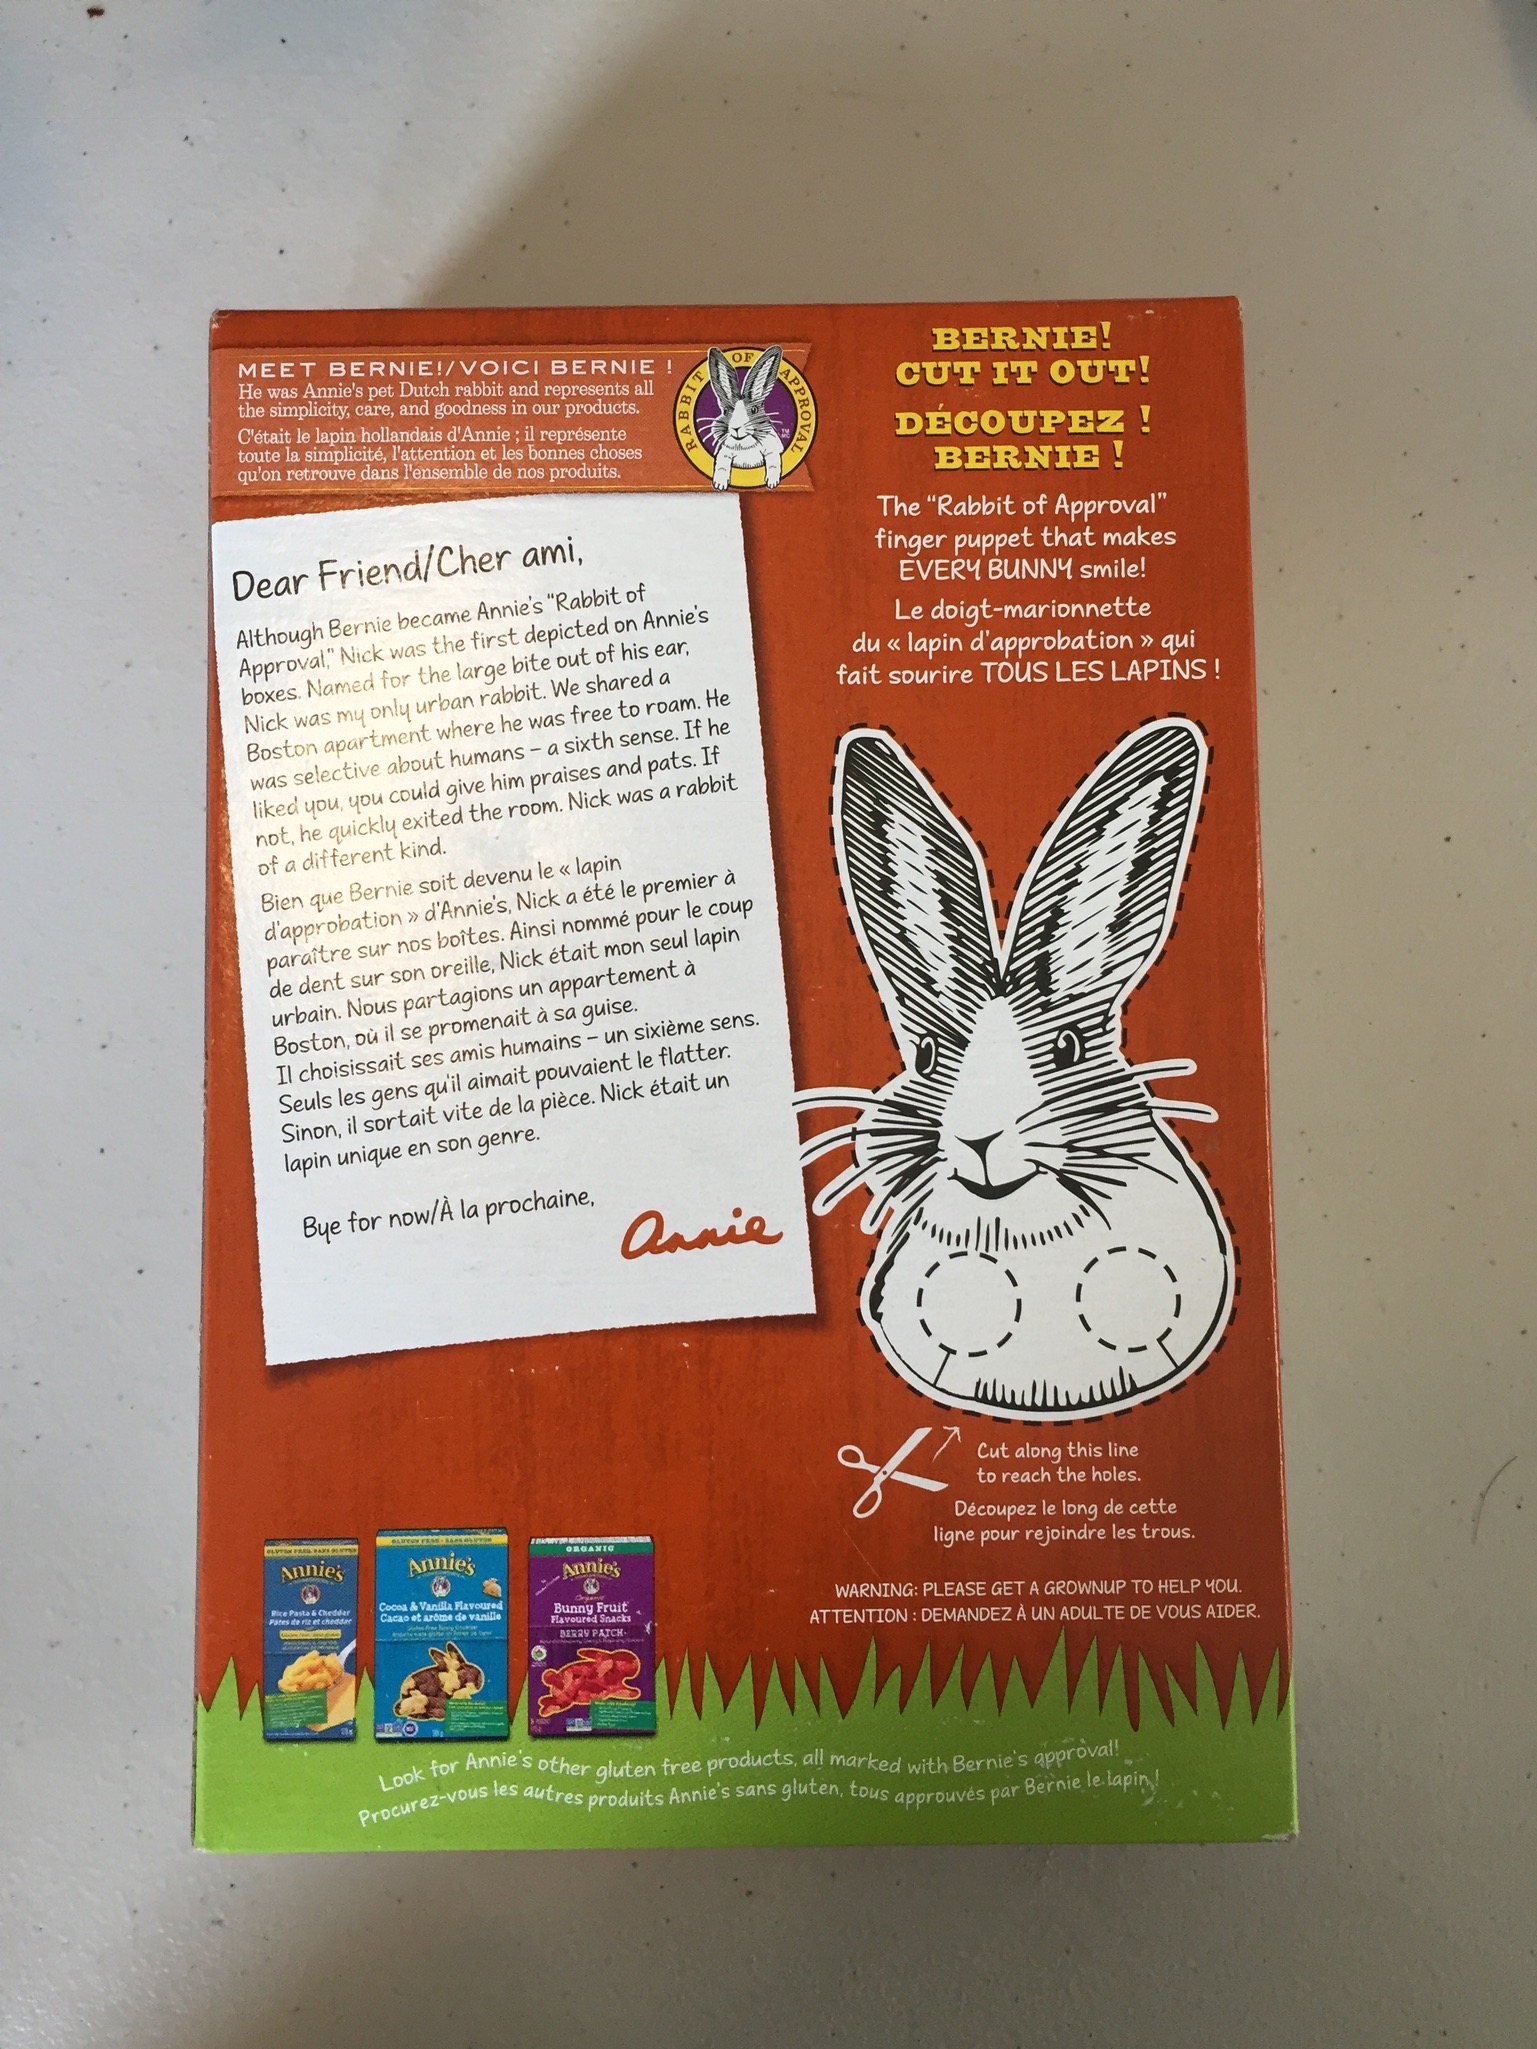 MEET BERNIE!/VOICI BERNIE !
He was Annie's pet Dutch rabbit and represents all
the simplicity, care, and goodness in our products.
C'était le lapin hollandais d'Annie ; il représente
toute la simplicité, l'attention et les bonnes choses
qu'on retrouve dans l'ensemble de nos produits.
RABBIT OF APPROVAL
Dear Friend/Cher ami,
Although Bernie became Annie's "Rabbit of
Approval," Nick was the first depicted on Annie's
boxes. Named for the large bite out of his ear,
Nick was my only urban rabbit. We shared a
Boston apartment where he was free to roam. He
was selective about humans – a sixth sense. If he
liked you, you could give him praises and pats. If
not, he quickly exited the room. Nick was a rabbit
of a different kind.
Bien que Bernie soit devenu le « lapin
d'approbation » d'Annie's, Nick a été le premier à
paraître sur nos boîtes. Ainsi nommé pour le coup
de dent sur son oreille, Nick était mon seul lapin
urbain. Nous partagions un appartement à
Boston, où il se promenait à sa guise.
Il choisissait ses amis humains – un sixième sens.
Seuls les gens qu'il aimait pouvaient le flatter.
Sinon, il sortait vite de la pièce. Nick était un
lapin unique en son genre.
Bye for now/À la prochaine,
Annie
BERNIE!
CUT IT OUT!
DÉCOUPEZ !
BERNIE !
The "Rabbit of Approval"
finger puppet that makes
EVERY BUNNY smile!
Le doigt-marionnette
du « lapin d'approbation » qui
fait sourire TOUS LES LAPINS !
Cut along this line
to reach the holes.
Découpez le long de cette
ligne pour rejoindre les trous.
WARNING: PLEASE GET A GROWNUP TO HELP YOU.
ATTENTION : DEMANDEZ À UN ADULTE DE VOUS AIDER.
GLUTEN FREE/SANS GLUTEN
Annie's
Rice Pasta & Cheddar
Pâtes de riz et cheddar
GLUTEN FREE · SANS GLUTEN
Annie's
Cocoa & Vanilla Flavoured
Cacao et arôme de vanille
ORGANIC
Annie's
Organic
Bunny Fruit
Flavoured Snacks
BERRY PATCH
Look for Annie's other gluten free products, all marked with Bernie's approval!
Procurez-vous les autres produits Annie's sans gluten, tous approuvés par Bernie le lapin !